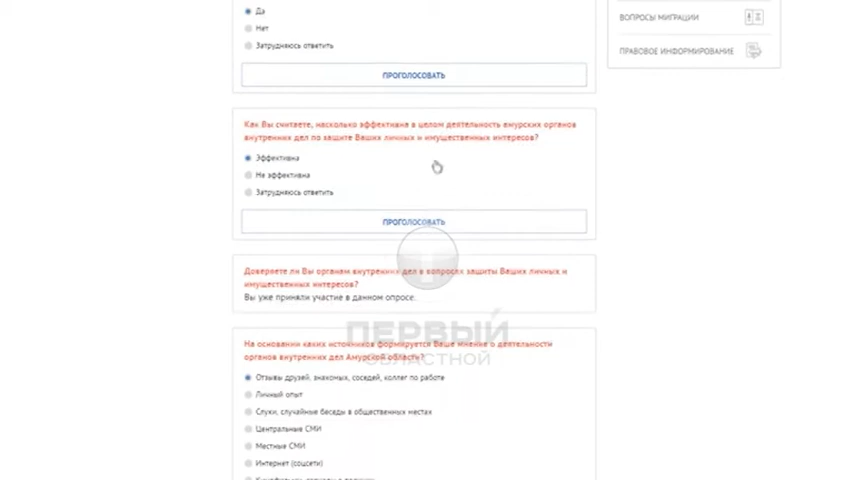 Да
Нет
Затрудняюсь ответить
ПРОГОЛОСОВАТЬ
ВОПРОСЫ МИГРАЦИИ
ПРАВОВОЕ ИНФОРМИРОВАНИЕ
Как Вы считаете, насколько эффективна в целом деятельность амурских органов
внутренних дел по защите Ваших личных и имущественных интересов?
Эффективна
Не эффективна
Затрудняюсь ответить
ПРОГОЛОСОВАТЬ
Доверяете ли Вы органам внутренних дел в вопросах защиты Ваших личных и
имущественных интересов?
Вы уже приняли участие в данном опросе.
ПЕРВЫЙ
ОБЛАСТНОЙ
На основании каких источников формируется Ваше мнение о деятельности
органов внутренних дел Амурской области?
Отзывы друзей, знакомых, соседей, коллег по работе
Личный опыт
Слухи, случайные беседы в общественных местах
Центральные СМИ
Местные СМИ
Интернет (соцсети)